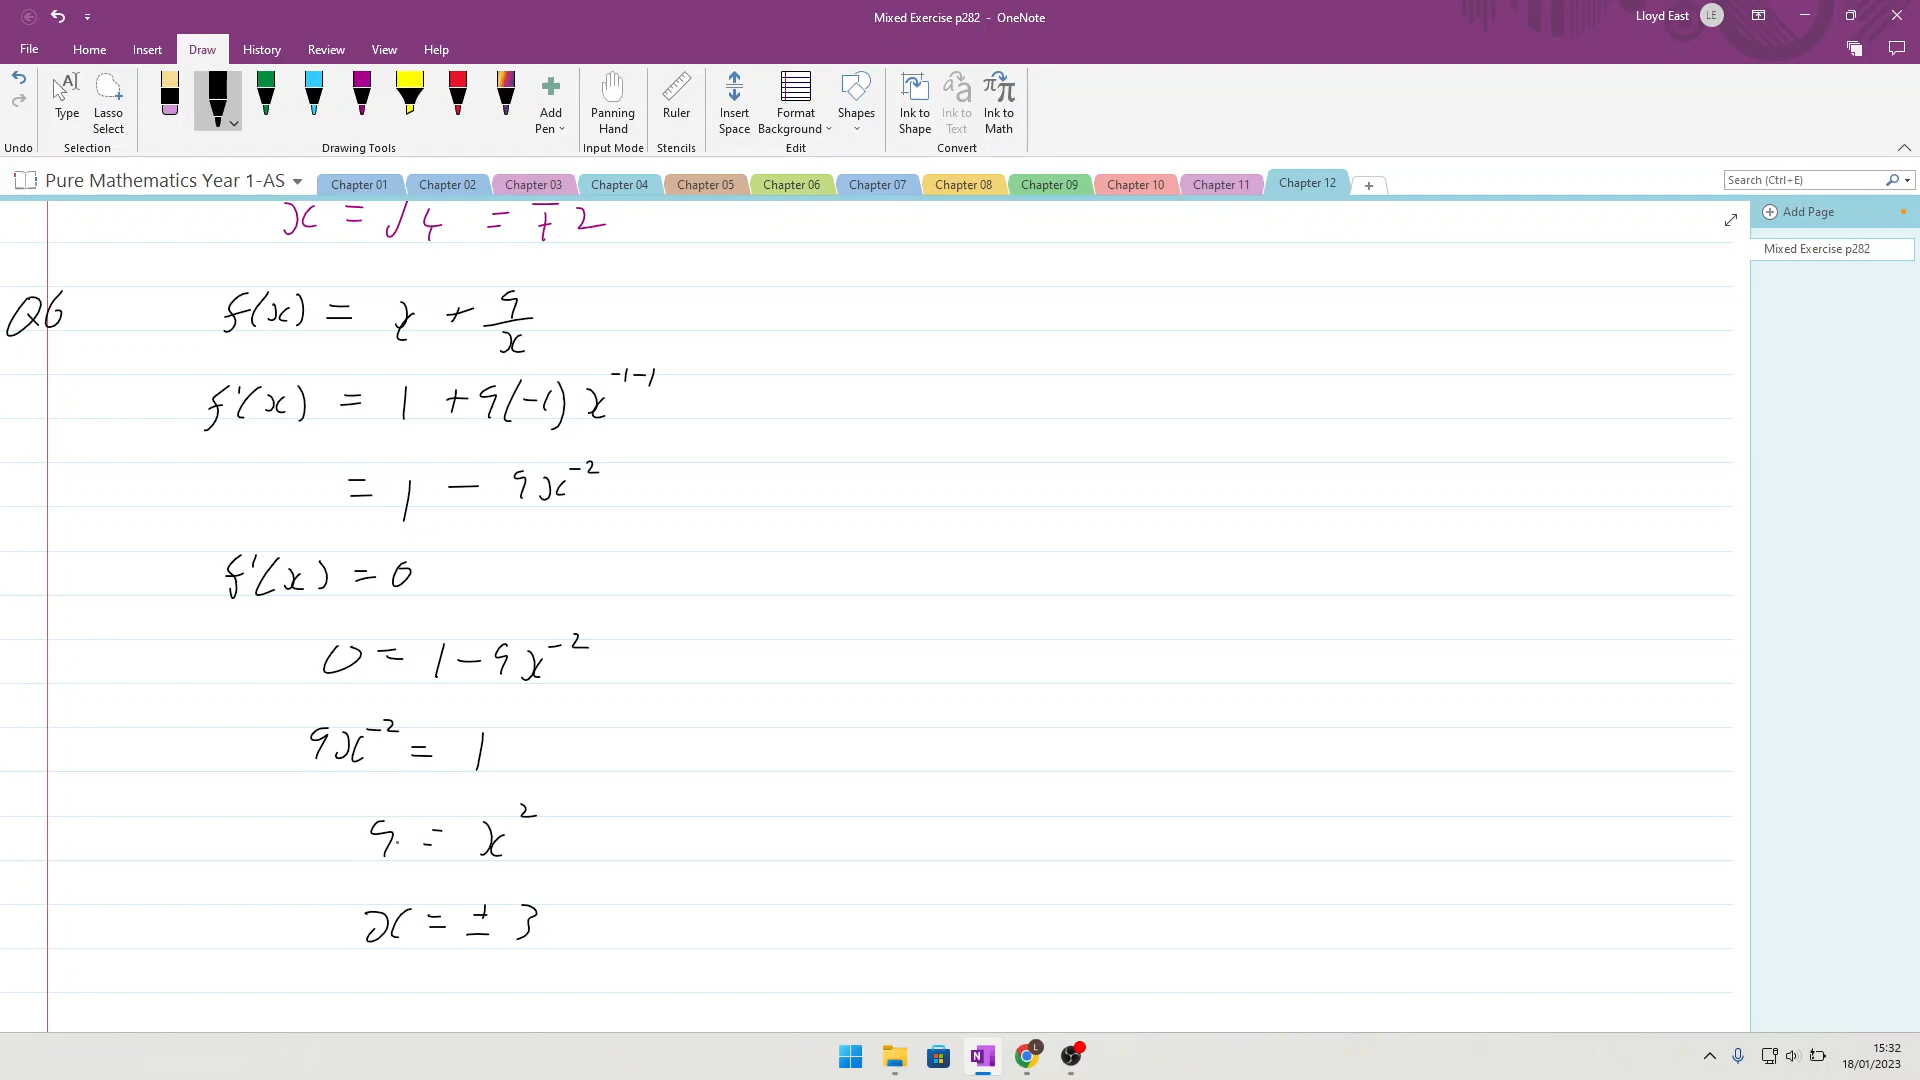 Mixed Exercise p282 - OneNote
Lloyd East LE
File Home Insert Draw History Review View Help
Type Lasso Select Add Pen Panning Hand Ruler Insert Space Format Background Shapes Ink to Shape Ink to Text Ink to Math
Undo Selection Drawing Tools Input Mode Stencils Edit Convert
Pure Mathematics Year 1-AS Chapter 01 Chapter 02 Chapter 03 Chapter 04 Chapter 05 Chapter 06 Chapter 07 Chapter 08 Chapter 09 Chapter 10 Chapter 11 Chapter 12 + Search (Ctrl+E)
Add Page
Mixed Exercise p282
x = √4 = ∓2
Q6 f(x) = x + 9/x
f'(x) = 1 + 9(-1) x^{-1-1}
= 1 - 9x^{-2}
f'(x) = 0
0 = 1 - 9x^{-2}
9x^{-2} = 1
9 = x^2
x = ± 3
15:32
18/01/2023